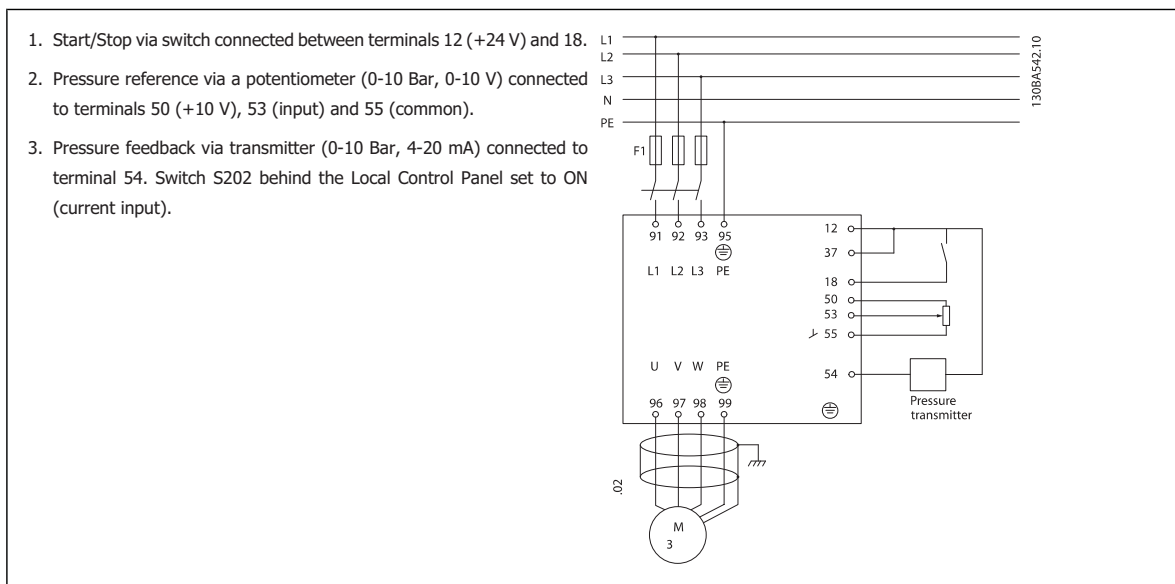 1. Start/Stop via switch connected between terminals 12 (+24 V) and 18.
2. Pressure reference via a potentiometer (0-10 Bar, 0-10 V) connected
to terminals 50 (+10 V), 53 (input) and 55 (common).
3. Pressure feedback via transmitter (0-10 Bar, 4-20 mA) connected to
terminal 54. Switch S202 behind the Local Control Panel set to ON
(current input).
L1
L2
L3
N
PE
130BA542.10
F1
91 92 93 95
L1 L2 L3 PE
12
37
18
50
53
55
54
Pressure
transmitter
U V W PE
96 97 98 99
.02
M
3